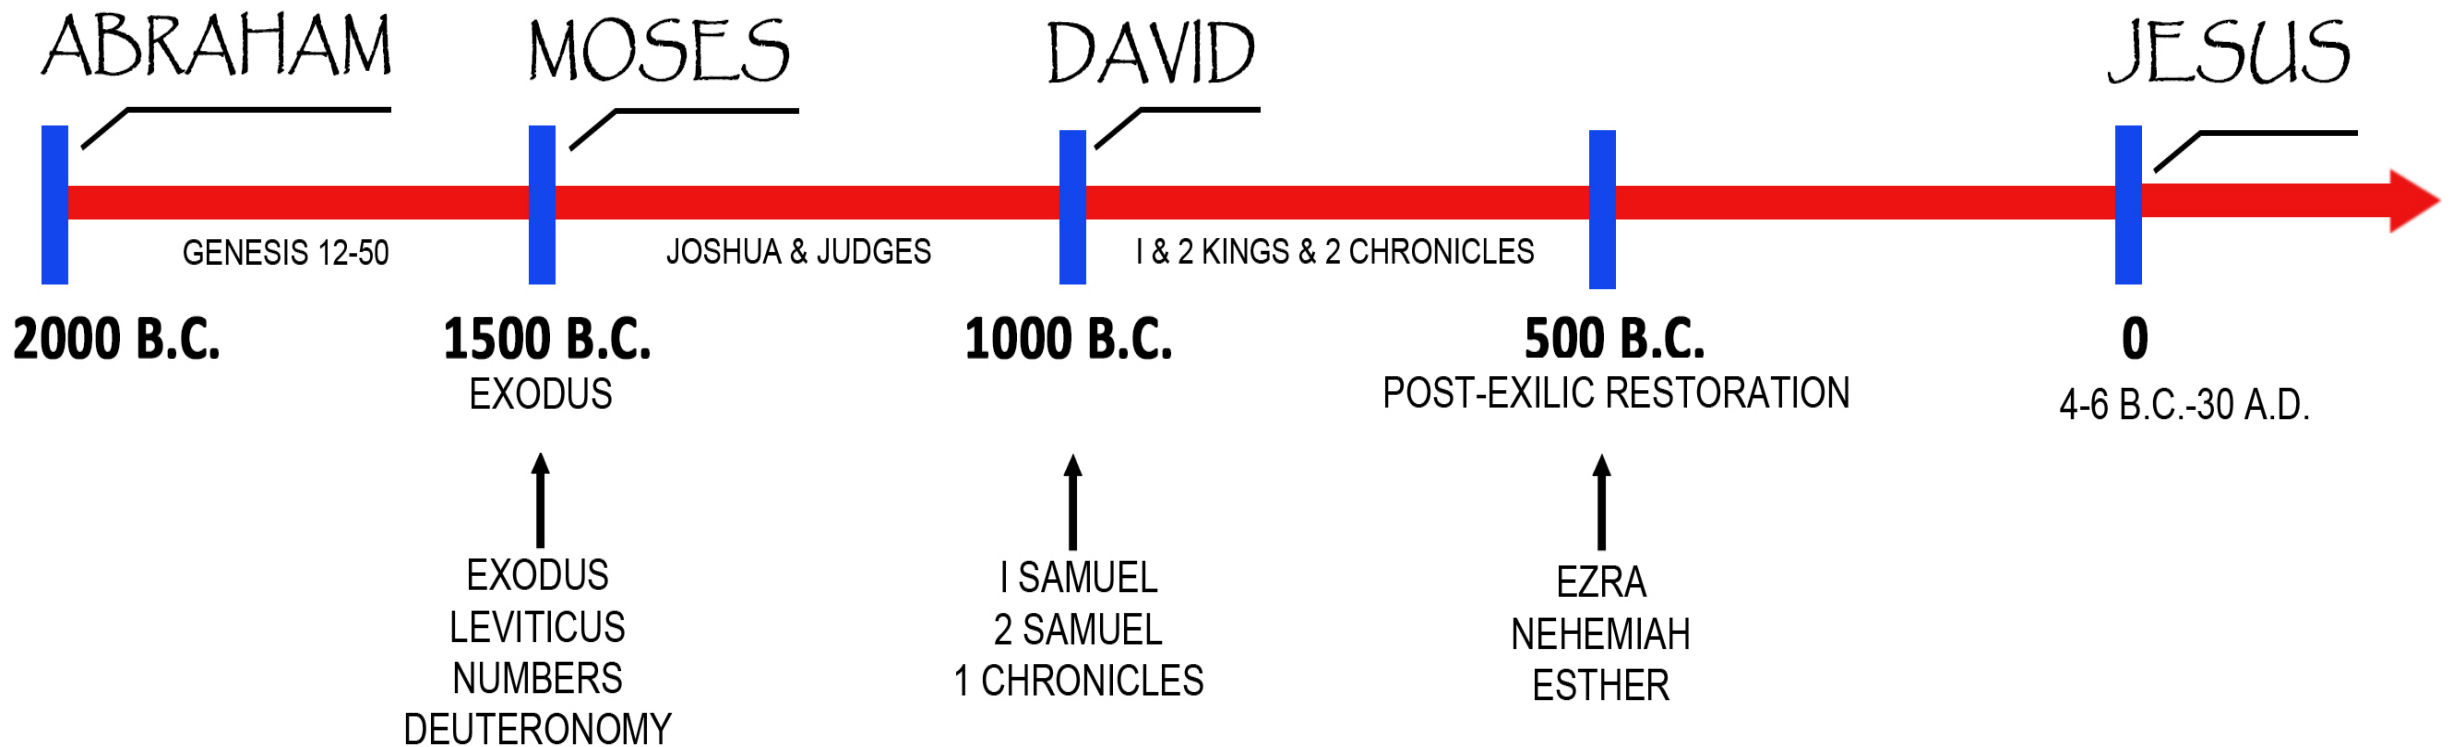 ABRAHAM
MOSES
DAVID
JESUS
GENESIS 12-50
JOSHUA & JUDGES
I & 2 KINGS & 2 CHRONICLES
2000 B.C.
1500 B.C.
1000 B.C.
500 B.C.
0
EXODUS
POST-EXILIC RESTORATION
4-6 B.C.-30 A.D.
EXODUS
LEVITICUS
NUMBERS
DEUTERONOMY
I SAMUEL
2 SAMUEL
1 CHRONICLES
EZRA
NEHEMIAH
ESTHER